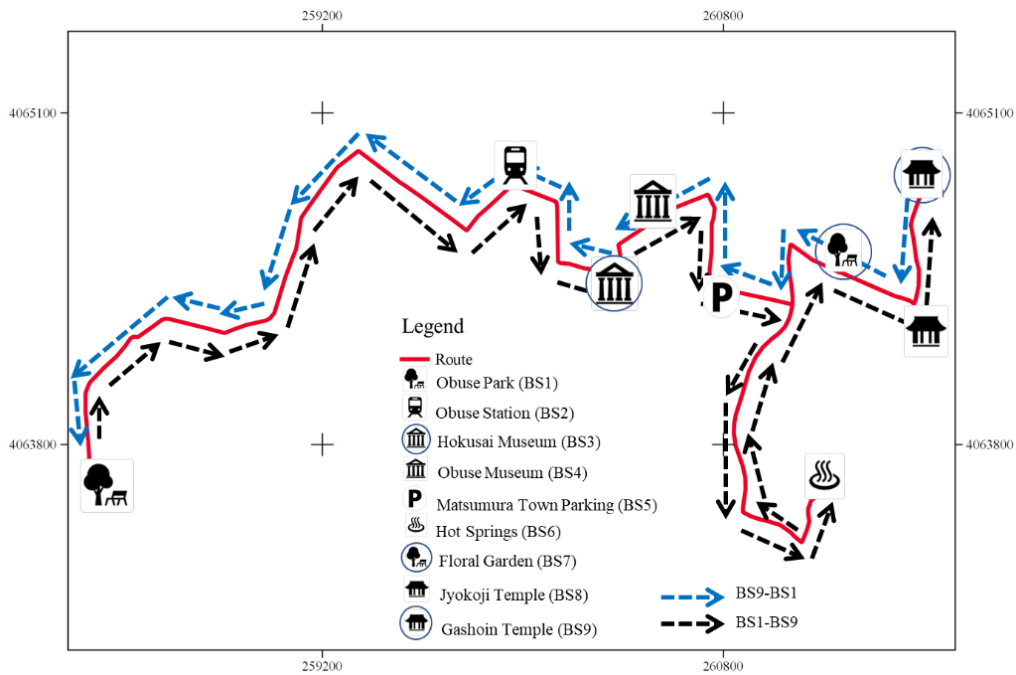 259200 260800
4065100 4065100
P
Legend
Route
Obuse Park (BS1)
Obuse Station (BS2)
Hokusai Museum (BS3)
4063800 4063800
Obuse Museum (BS4)
P Matsumura Town Parking (BS5)
Hot Springs (BS6)
Floral Garden (BS7)
Jyokoji Temple (BS8)
BS9-BS1
Gashoin Temple (BS9)
BS1-BS9
259200 260800